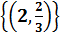 {(2, 2/3)}